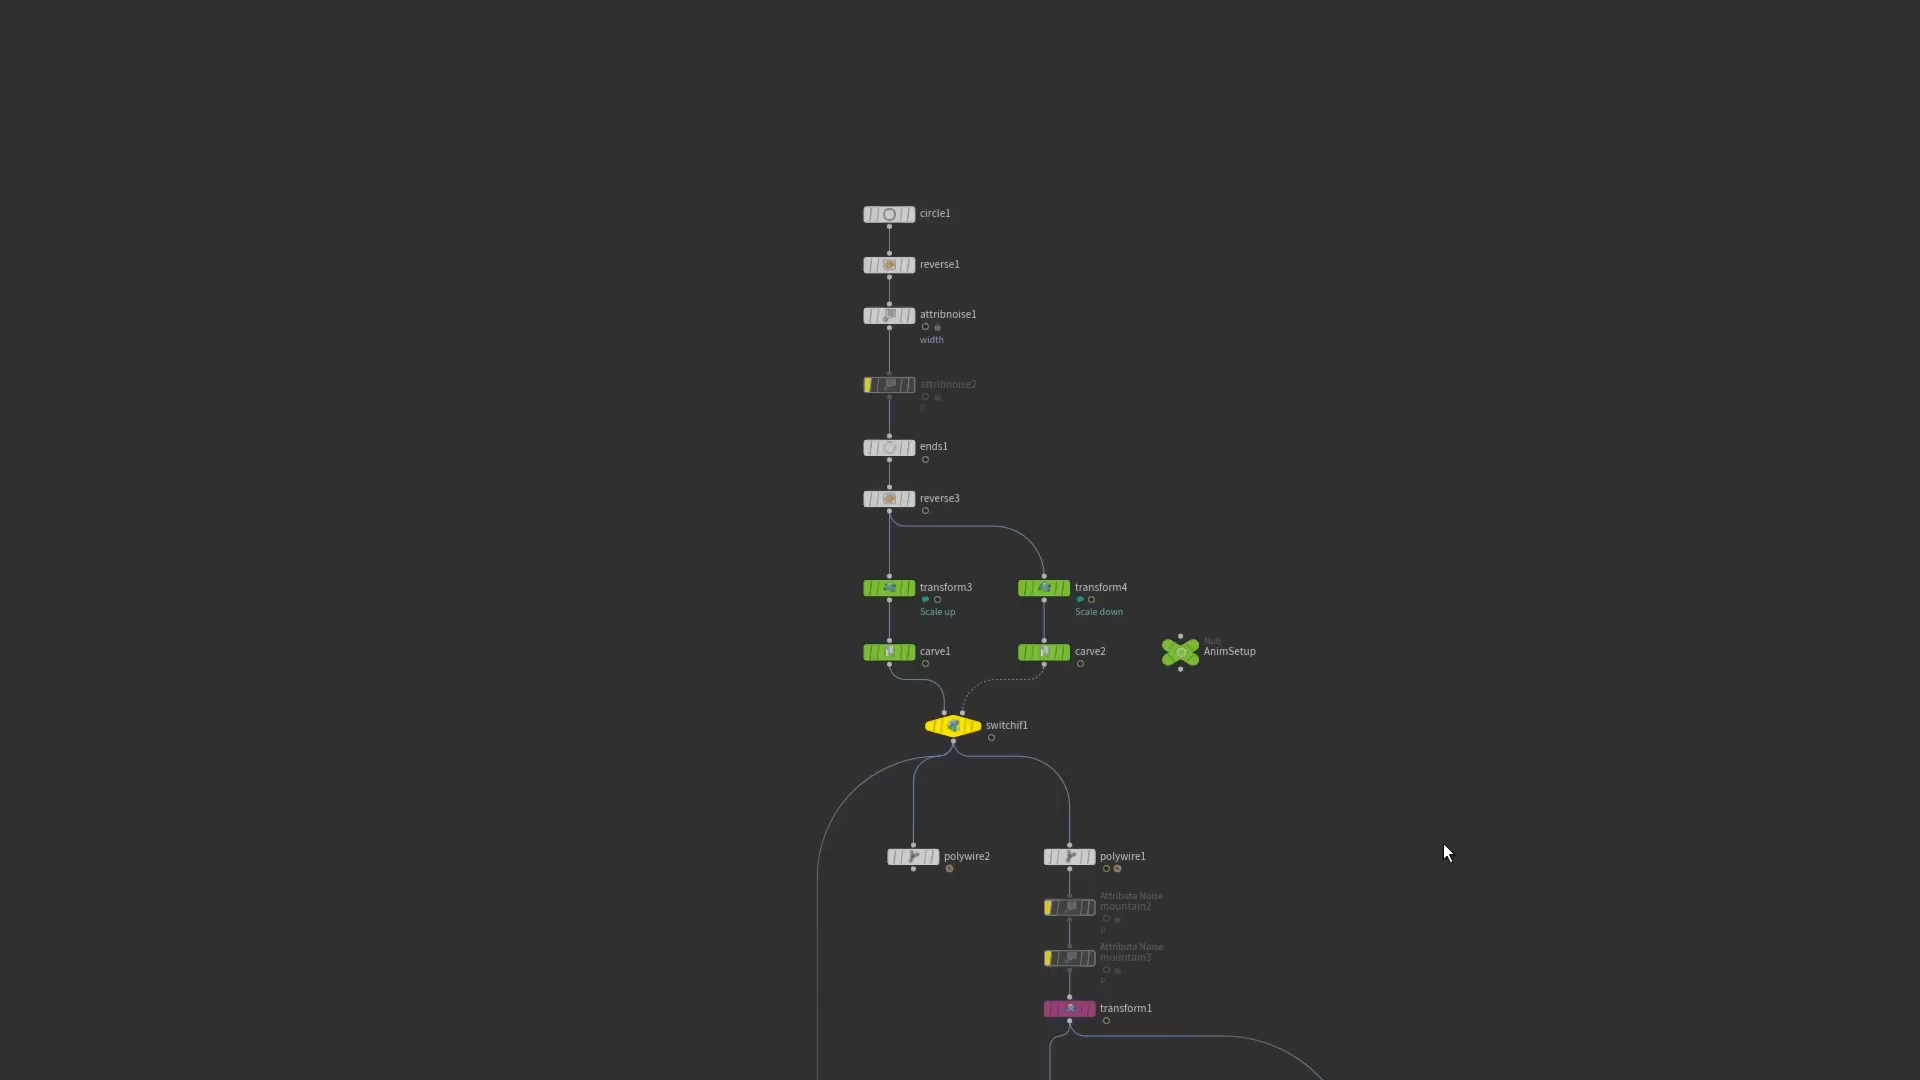 circle1
reverse1
attribnoise1
width
attribnoise2
P
ends1
reverse3
transform3
Scale up
transform4
Scale down
carve1
carve2
Null
AnimSetup
switchif1
polywire2
polywire1
Attribute Noise
mountain2
P
Attribute Noise
mountain3
P
transform1